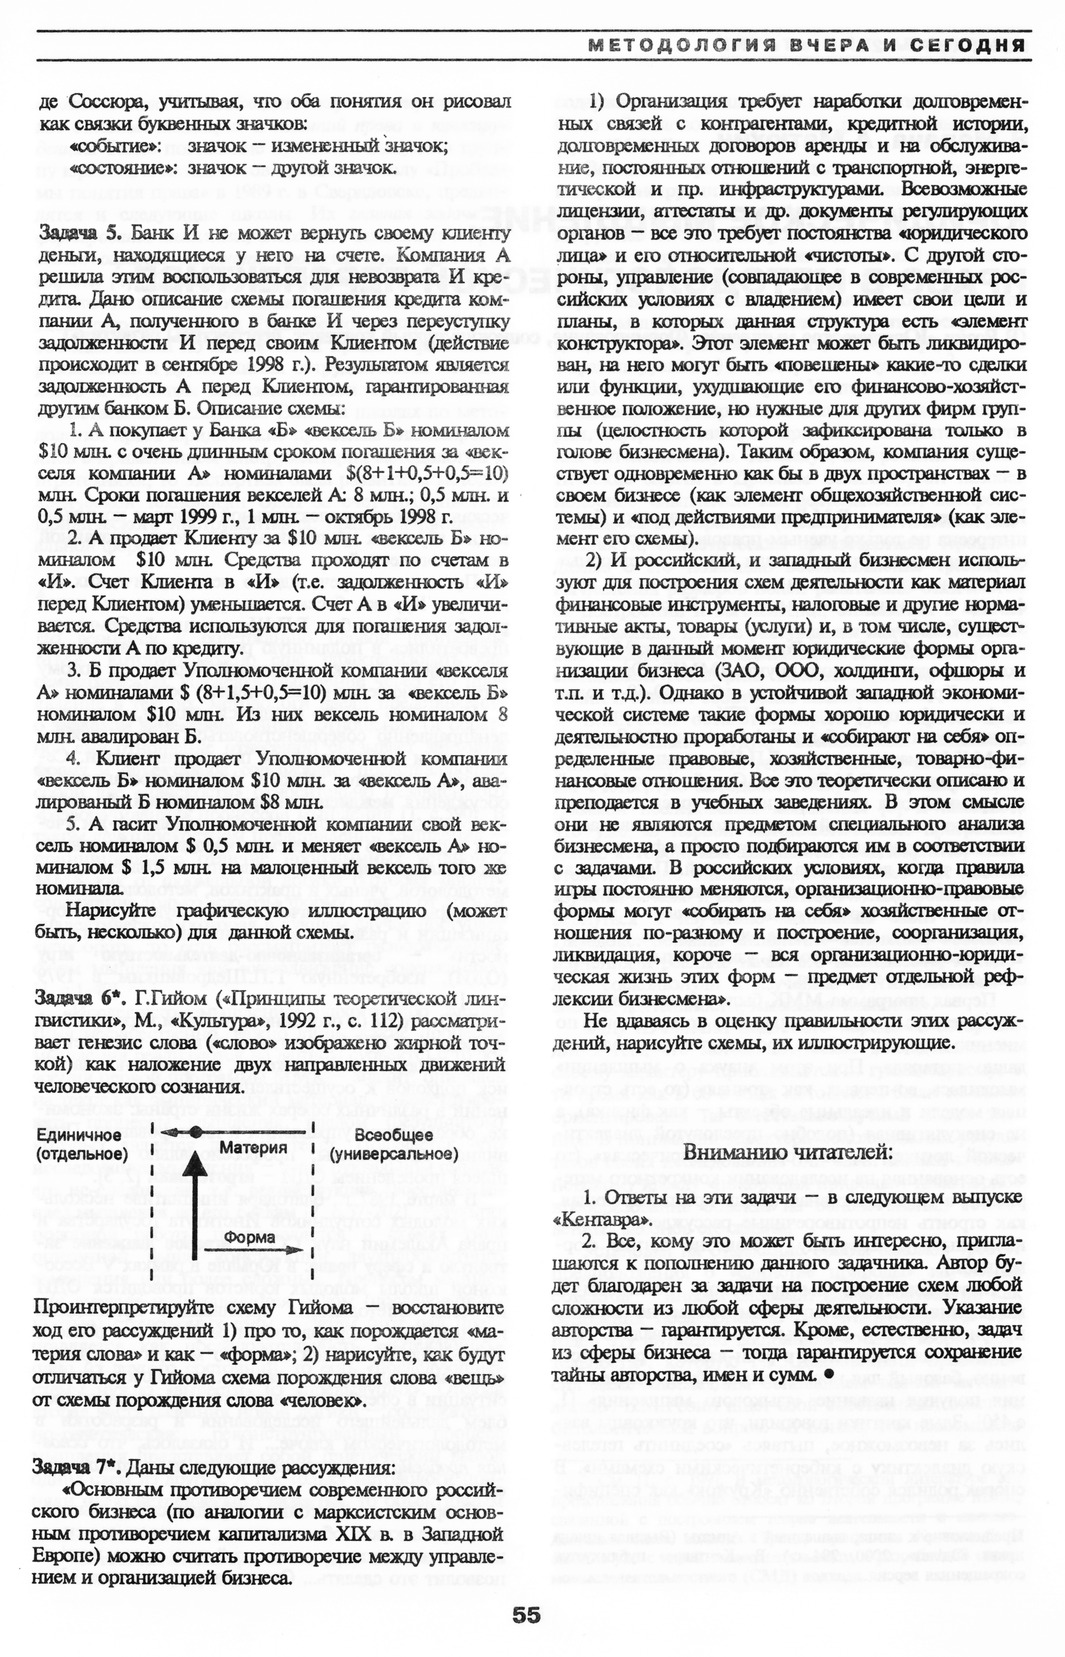 МЕТОДОЛОГИЯ ВЧЕРА И СЕГОДНЯ
де Соссюра, учитывая, что оба понятия он рисовал
как связки буквенных значков:
«событие»: значок — измененный значок;
«состояние»: значок — другой значок.
Задача 5. Банк И не может вернуть своему клиенту
деньги, находящиеся у него на счете. Компания А
решила этим воспользоваться для невозврата И кре-
дита. Дано описание схемы погашения кредита ком-
пании А, полученного в банке И через переуступку
задолженности И перед своим Клиентом (действие
происходит в сентябре 1998 г.). Результатом является
задолженность А перед Клиентом, гарантированная
другим банком Б. Описание схемы:
1. А покупает у Банка «Б» «вексель Б» номиналом
$10 млн. с очень длинным сроком погашения за «век-
селя компании А» номиналами $(8+1+0,5+0,5=10)
млн. Сроки погашения векселей А: 8 млн.; 0,5 млн. и
0,5 млн. — март 1999 г., 1 млн. — октябрь 1998 г.
2. А продает Клиенту за $10 млн. «вексель Б» но-
миналом $10 млн. Средства проходят по счетам в
«И». Счет Клиента в «И» (т.е. задолженность «И»
перед Клиентом) уменьшается. Счет А в «И» увеличи-
вается. Средства используются для погашения задол-
женности А по кредиту.
3. Б продает Уполномоченной компании «векселя
А» номиналами $ (8+1,5+0,5=10) млн. за «вексель Б»
номиналом $10 млн. Из них вексель номиналом 8
млн. авалирован Б.
4. Клиент продает Уполномоченной компании
«вексель Б» номиналом $10 млн. за «вексель А», ава-
лированый Б номиналом $8 млн.
5. А гасит Уполномоченной компании свой век-
сель номиналом $ 0,5 млн. и меняет «вексель А» но-
миналом $ 1,5 млн. на малоценный вексель того же
номинала.
Нарисуйте графическую иллюстрацию (может
быть, несколько) для данной схемы.
Задача 6*. Г.Гийом («Принципы теоретической лин-
гвистики», М., «Культура», 1992 г., с. 112) рассматри-
вает генезис слова («слово» изображено жирной точ-
кой) как наложение двух направленных движений
человеческого сознания.
Единичное
(отдельное)
Материя
Всеобщее
(универсальное)
Форма
Проинтерпретируйте схему Гийома — восстановите
ход его рассуждений 1) про то, как порождается «ма-
терия слова» и как — «форма»; 2) нарисуйте, как будут
отличаться у Гийома схема порождения слова «вещь»
от схемы порождения слова «человек».
Задача 7*. Даны следующие рассуждения:
«Основным противоречием современного россий-
ского бизнеса (по аналогии с марксистским основ-
ным противоречием капитализма XIX в. в Западной
Европе) можно считать противоречие между управле-
нием и организацией бизнеса.
1) Организация требует наработки долговремен-
ных связей с контрагентами, кредитной истории,
долговременных договоров аренды и на обслужива-
ние, постоянных отношений с транспортной, энерге-
тической и пр. инфраструктурами. Всевозможные
лицензии, аттестаты и др. документы регулирующих
органов — все это требует постоянства «юридического
лица» и его относительной «чистоты». С другой сто-
роны, управление (совпадающее в современных рос-
сийских условиях с владением) имеет свои цели и
планы, в которых данная структура есть «элемент
конструктора». Этот элемент может быть ликвидиро-
ван, на него могут быть «повешены» какие-то сделки
или функции, ухудшающие его финансово-хозяйст-
венное положение, но нужные для других фирм груп-
пы (целостность которой зафиксирована только в
голове бизнесмена). Таким образом, компания суще-
ствует одновременно как бы в двух пространствах — в
своем бизнесе (как элемент общехозяйственной сис-
темы) и «под действиями предпринимателя» (как эле-
мент его схемы).
2) И российский, и западный бизнесмен исполь-
зуют для построения схем деятельности как материал
финансовые инструменты, налоговые и другие норма-
тивные акты, товары (услуги) и, в том числе, сущест-
вующие в данный момент юридические формы орга-
низации бизнеса (ЗАО, ООО, холдинги, офшоры и
т.п. и т.д.). Однако в устойчивой западной экономи-
ческой системе такие формы хорошо юридически и
деятельностно проработаны и «собирают на себя» оп-
ределенные правовые, хозяйственные, товарно-фи-
нансовые отношения. Все это теоретически описано и
преподается в учебных заведениях. В этом смысле
они не являются предметом специального анализа
бизнесмена, а просто подбираются им в соответствии
с задачами. В российских условиях, когда правила
игры постоянно меняются, организационно-правовые
формы могут «собирать на себя» хозяйственные от-
ношения по-разному и построение, соорганизация,
ликвидация, короче — вся организационно-юриди-
ческая жизнь этих форм — предмет отдельной реф-
лексии бизнесмена».
Не вдаваясь в оценку правильности этих рассуж-
дений, нарисуйте схемы, их иллюстрирующие.
Вниманию читателей:
1. Ответы на эти задачи — в следующем выпуске
«Кентавра».
2. Все, кому это может быть интересно, пригла-
шаются к пополнению данного задачника. Автор бу-
дет благодарен за задачи на построение схем любой
сложности из любой сферы деятельности. Указание
авторства — гарантируется. Кроме, естественно, задач
из сферы бизнеса — тогда гарантируется сохранение
тайны авторства, имен и сумм. ●
55